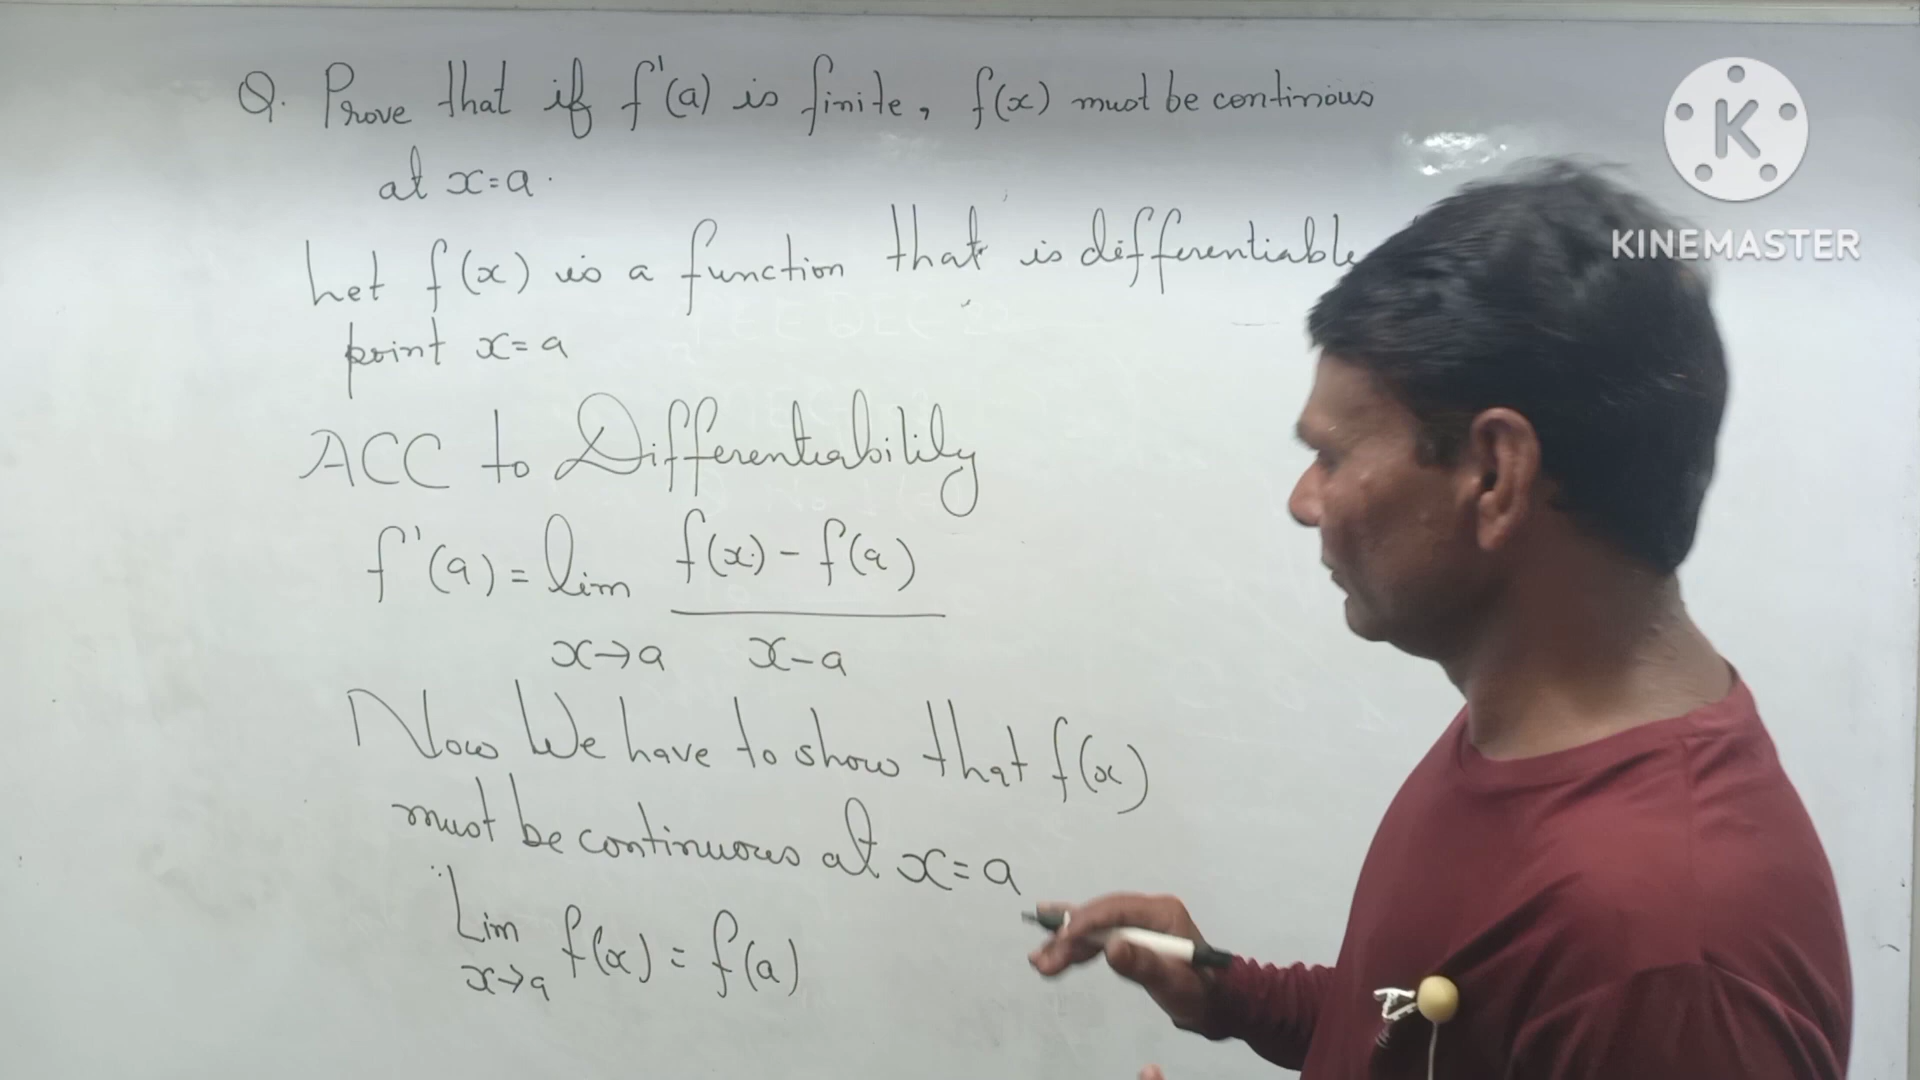 Q. Prove that if f'(a) is finite, f(x) must be continious
at x=a.
Let f(x) is a function that is differentiable
point x=a
ACC to Differentiability
f'(a) = lim f(x) - f(a)
x→a x-a
Now We have to show that f(x)
must be continuous at x=a
Lim f(x) = f(a)
x→a
K
KINEMASTER